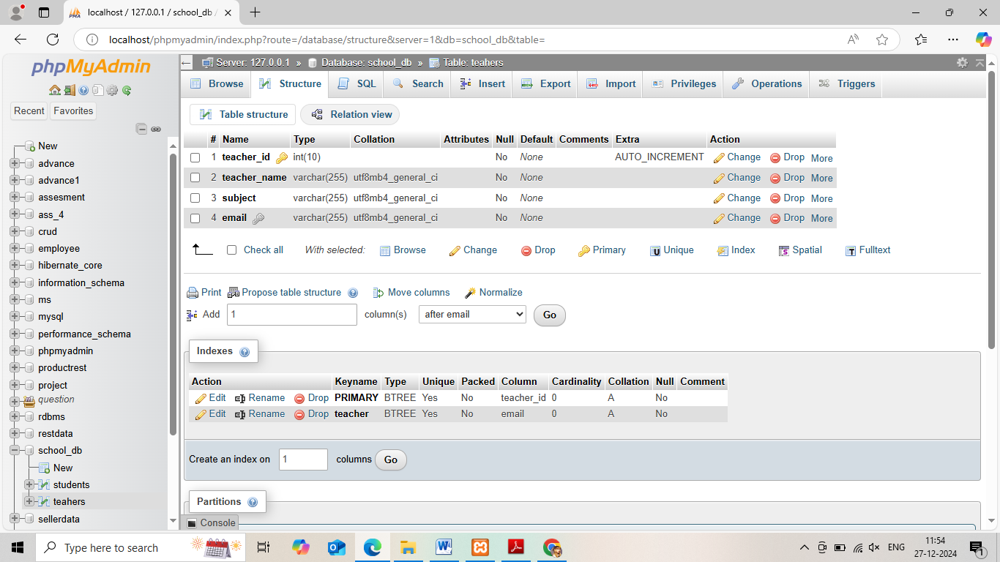 localhost / 127.0.0.1 / school_db /
localhost/phpmyadmin/index.php?route=/database/structure&server=1&db=school_db&table=
phpMyAdmin
Recent Favorites
New
advance
advance1
assesment
ass_4
crud
employee
hibernate_core
information_schema
ms
mysql
performance_schema
phpmyadmin
productrest
project
question
rdbms
restdata
school_db
New
students
teahers
sellerdata
Server: 127.0.0.1 » Database: school_db » Table: teahers
Browse Structure SQL Search Insert Export Import Privileges Operations Triggers
Table structure Relation view
# Name Type Collation Attributes Null Default Comments Extra Action
1 teacher_id int(10) No None AUTO_INCREMENT Change Drop More
2 teacher_name varchar(255) utf8mb4_general_ci No None Change Drop More
3 subject varchar(255) utf8mb4_general_ci No None Change Drop More
4 email varchar(255) utf8mb4_general_ci No None Change Drop More
Check all With selected: Browse Change Drop Primary Unique Index Spatial Fulltext
Print Propose table structure Move columns Normalize
Add 1 column(s) after email Go
Indexes
Action Keyname Type Unique Packed Column Cardinality Collation Null Comment
Edit Rename Drop PRIMARY BTREE Yes No teacher_id 0 A No
Edit Rename Drop teacher BTREE Yes No email 0 A No
Create an index on 1 columns Go
Partitions
Console
Type here to search
ENG
11:54
27-12-2024
1